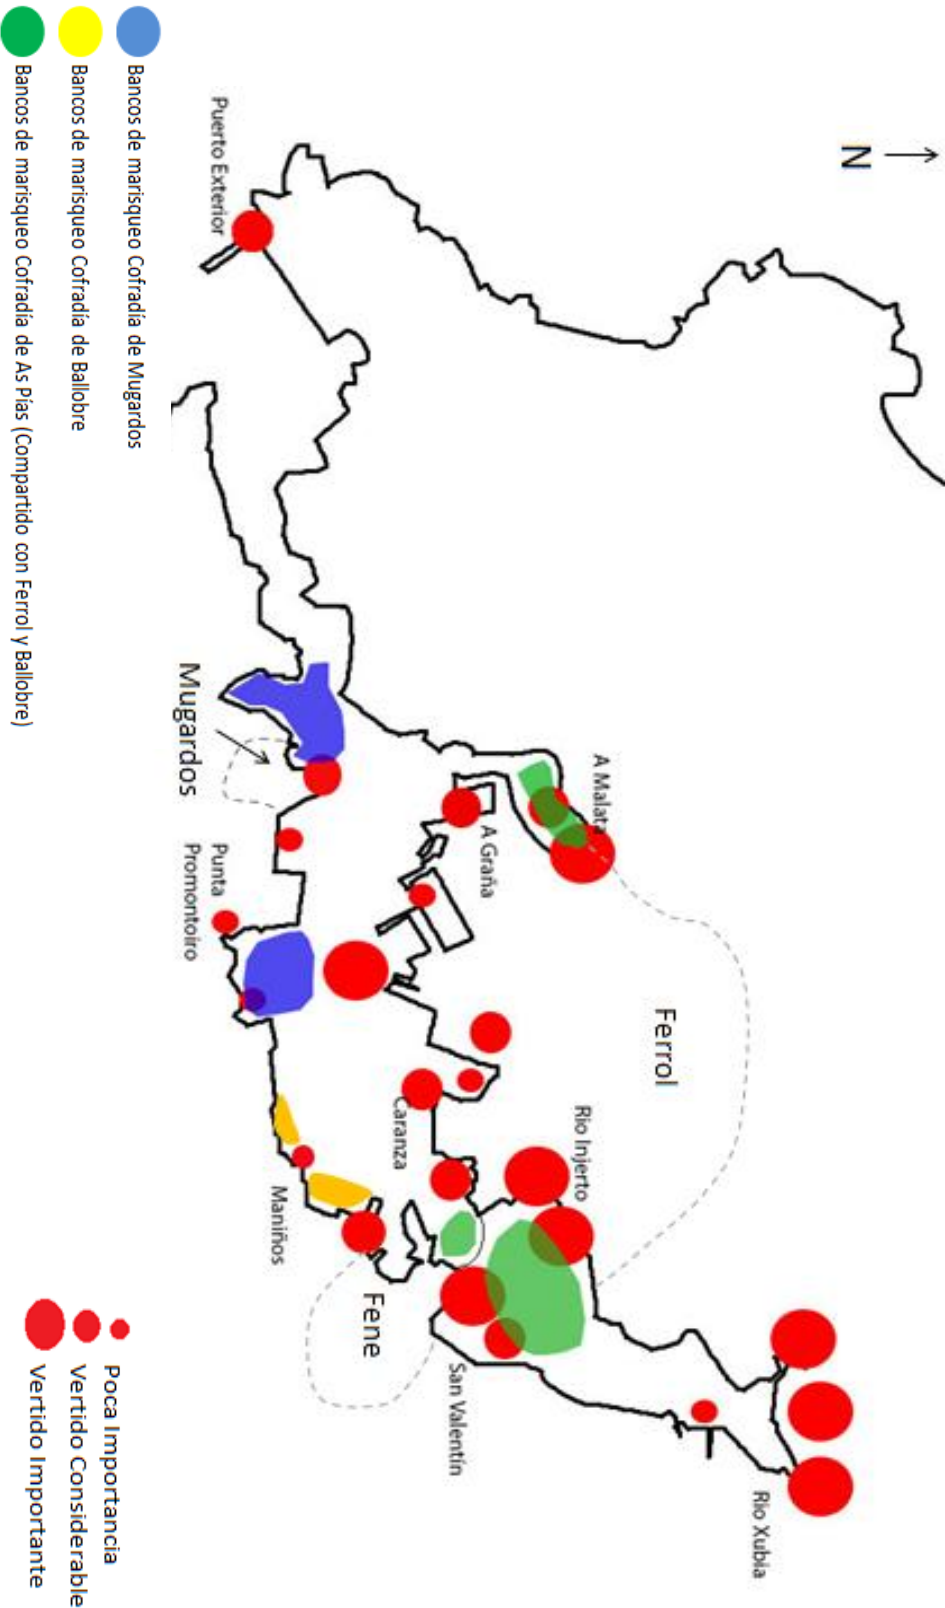 N
Puerto Exterior
Mugardos
Punta
Promontoiro
A Malata
A Graña
Ferrol
Caranza
Rio Injerto
Maniños
Fene
San Valentín
Rio Xubia
Bancos de marisqueo Cofradía de Mugardos
Bancos de marisqueo Cofradía de Ballobre
Bancos de marisqueo Cofradía de As Pías (Compartido con Ferrol y Ballobre)
Poca Importancia
Vertido Considerable
Vertido Importante